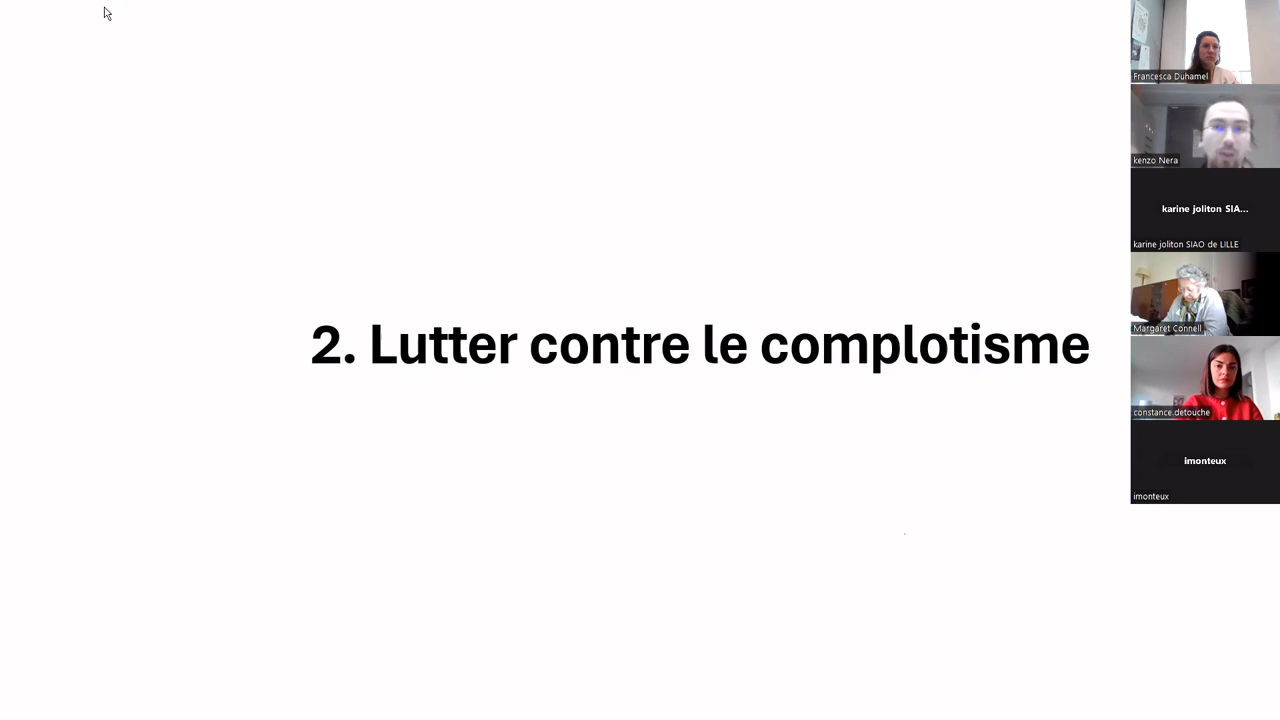 2. Lutter contre le complotisme
Francesca Duhamel
kenzo Nera
karine joliton SIA...
karine joliton SIAO de LILLE
Margaret Connell
constance.detouche
imonteux
imonteux